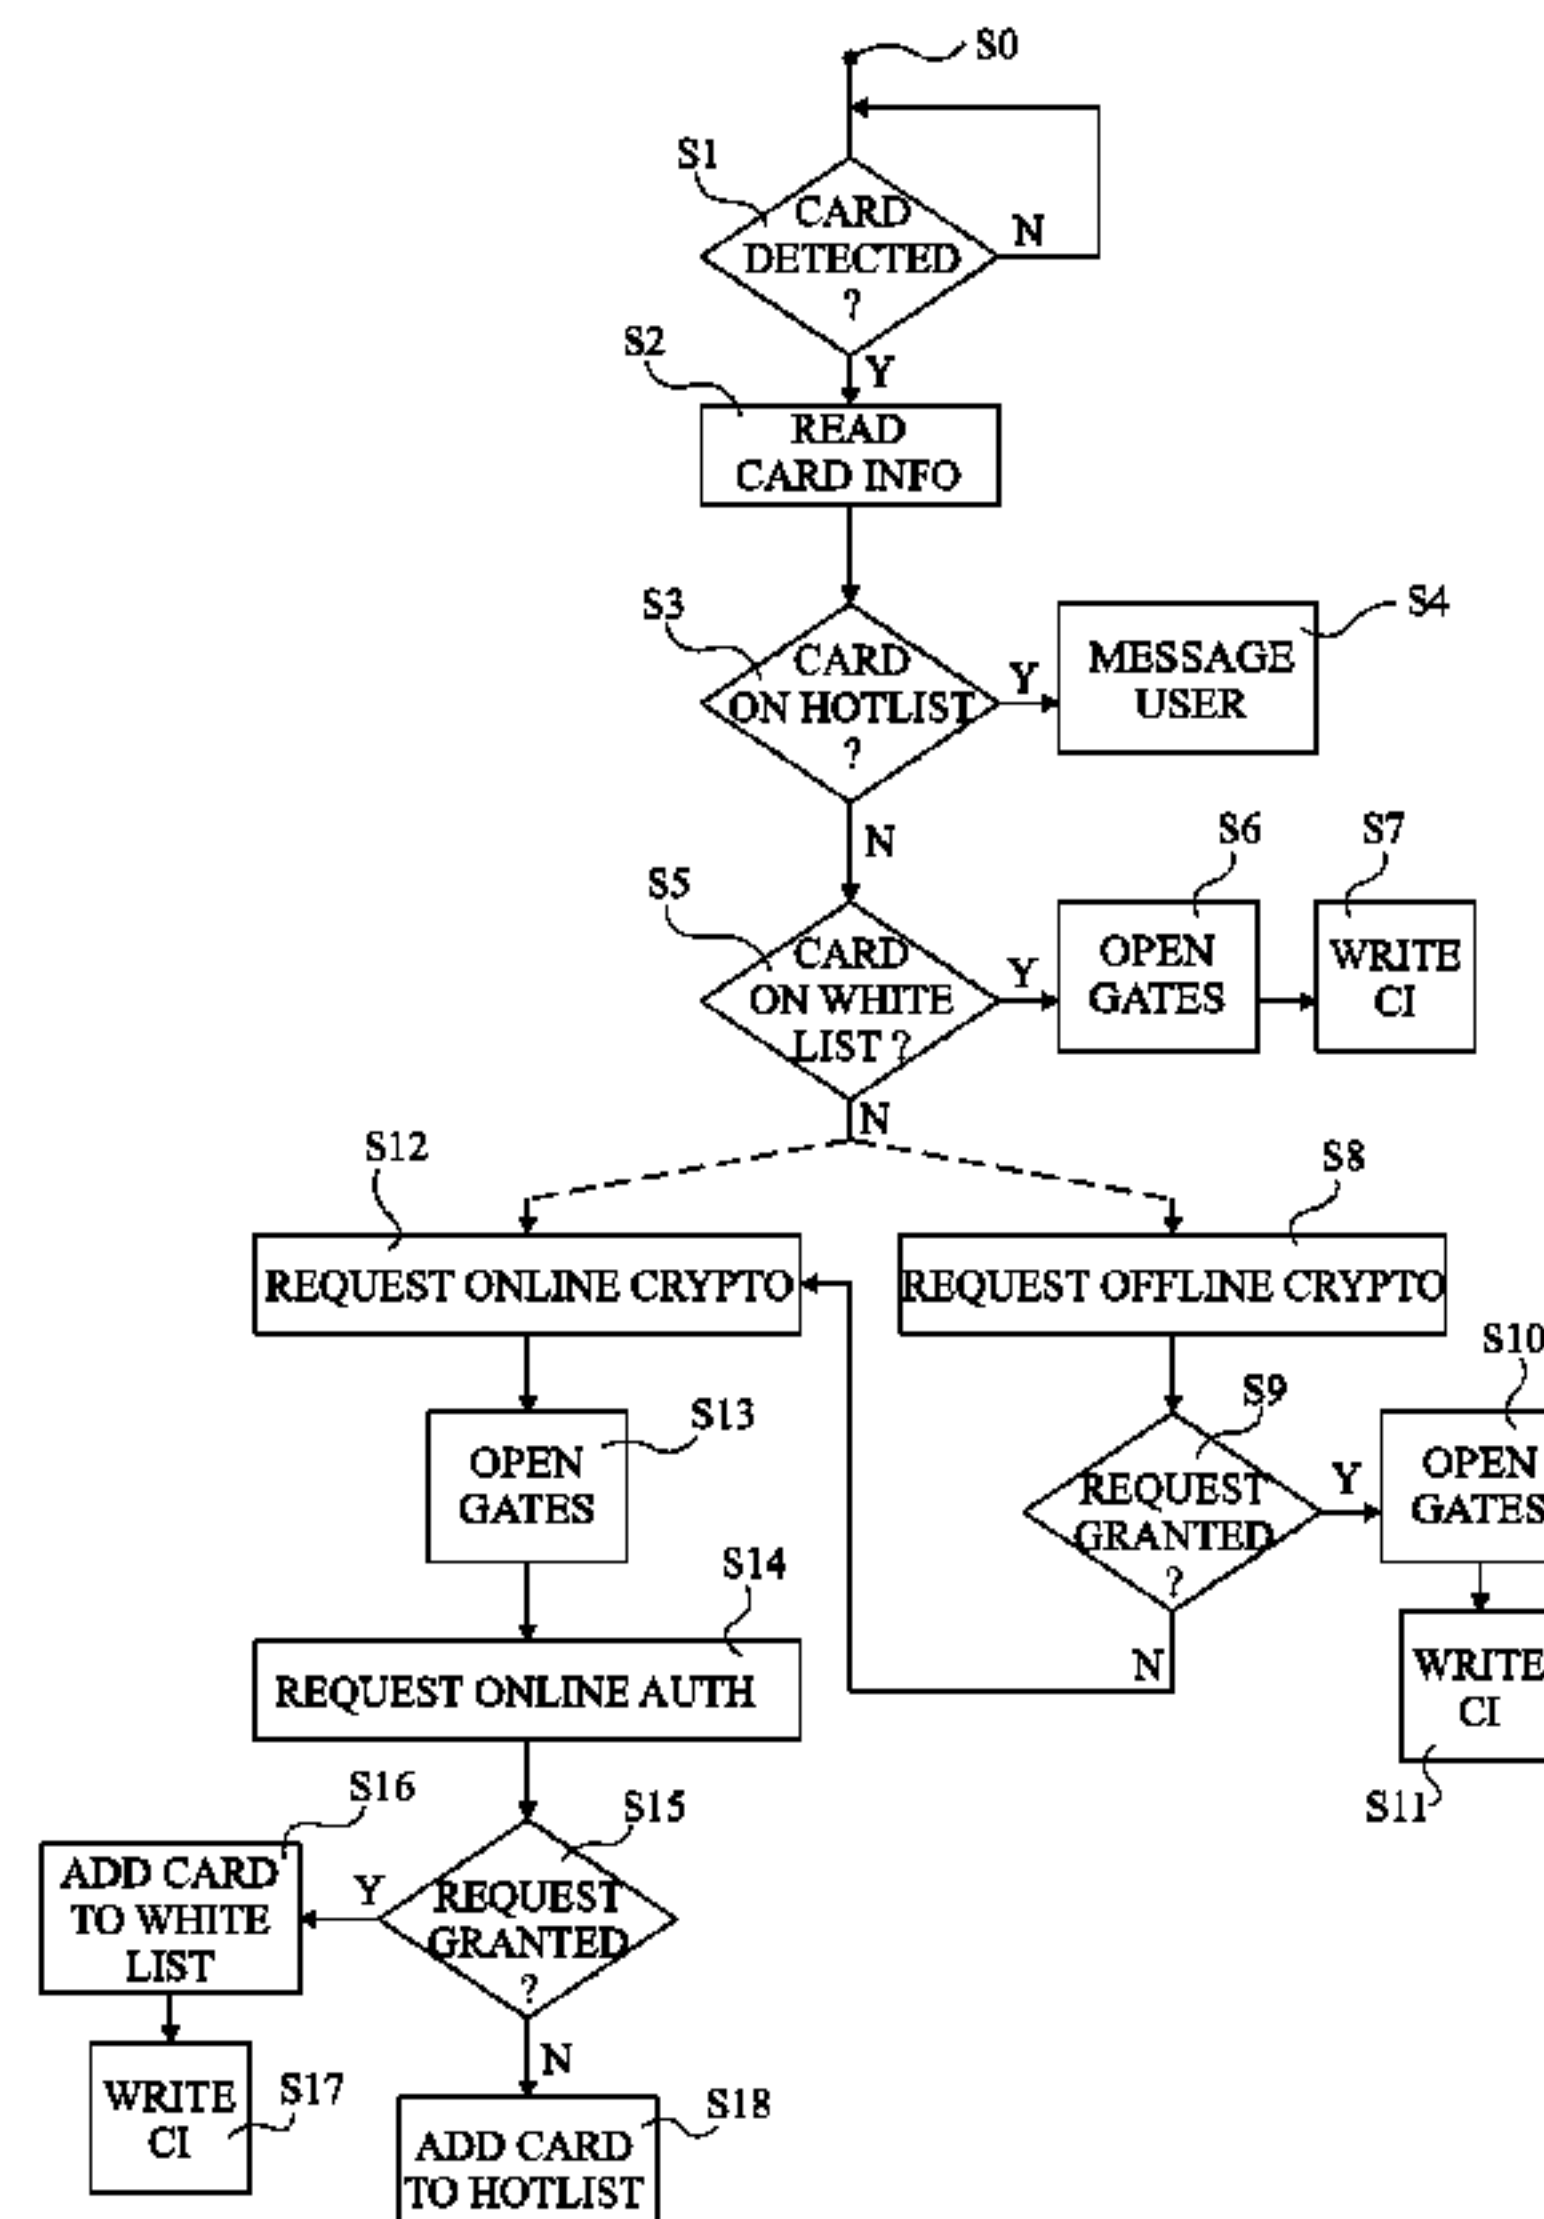 S0
S1
CARD
DETECTED
?
N
Y
S2
READ
CARD INFO
S3
CARD
ON HOTLIST
?
Y
S4
MESSAGE
USER
N
S5
CARD
ON WHITE
LIST ?
Y
S6
OPEN
GATES
S7
WRITE
CI
N
S12
REQUEST ONLINE CRYPTO
S8
REQUEST OFFLINE CRYPTO
S13
OPEN
GATES
S9
REQUEST
GRANTED
?
Y
S10
OPEN
GATES
N
WRITE
CI
S11
S14
REQUEST ONLINE AUTH
S15
REQUEST
GRANTED
?
Y
S16
ADD CARD
TO WHITE
LIST
WRITE
CI
S17
N
S18
ADD CARD
TO HOTLIST